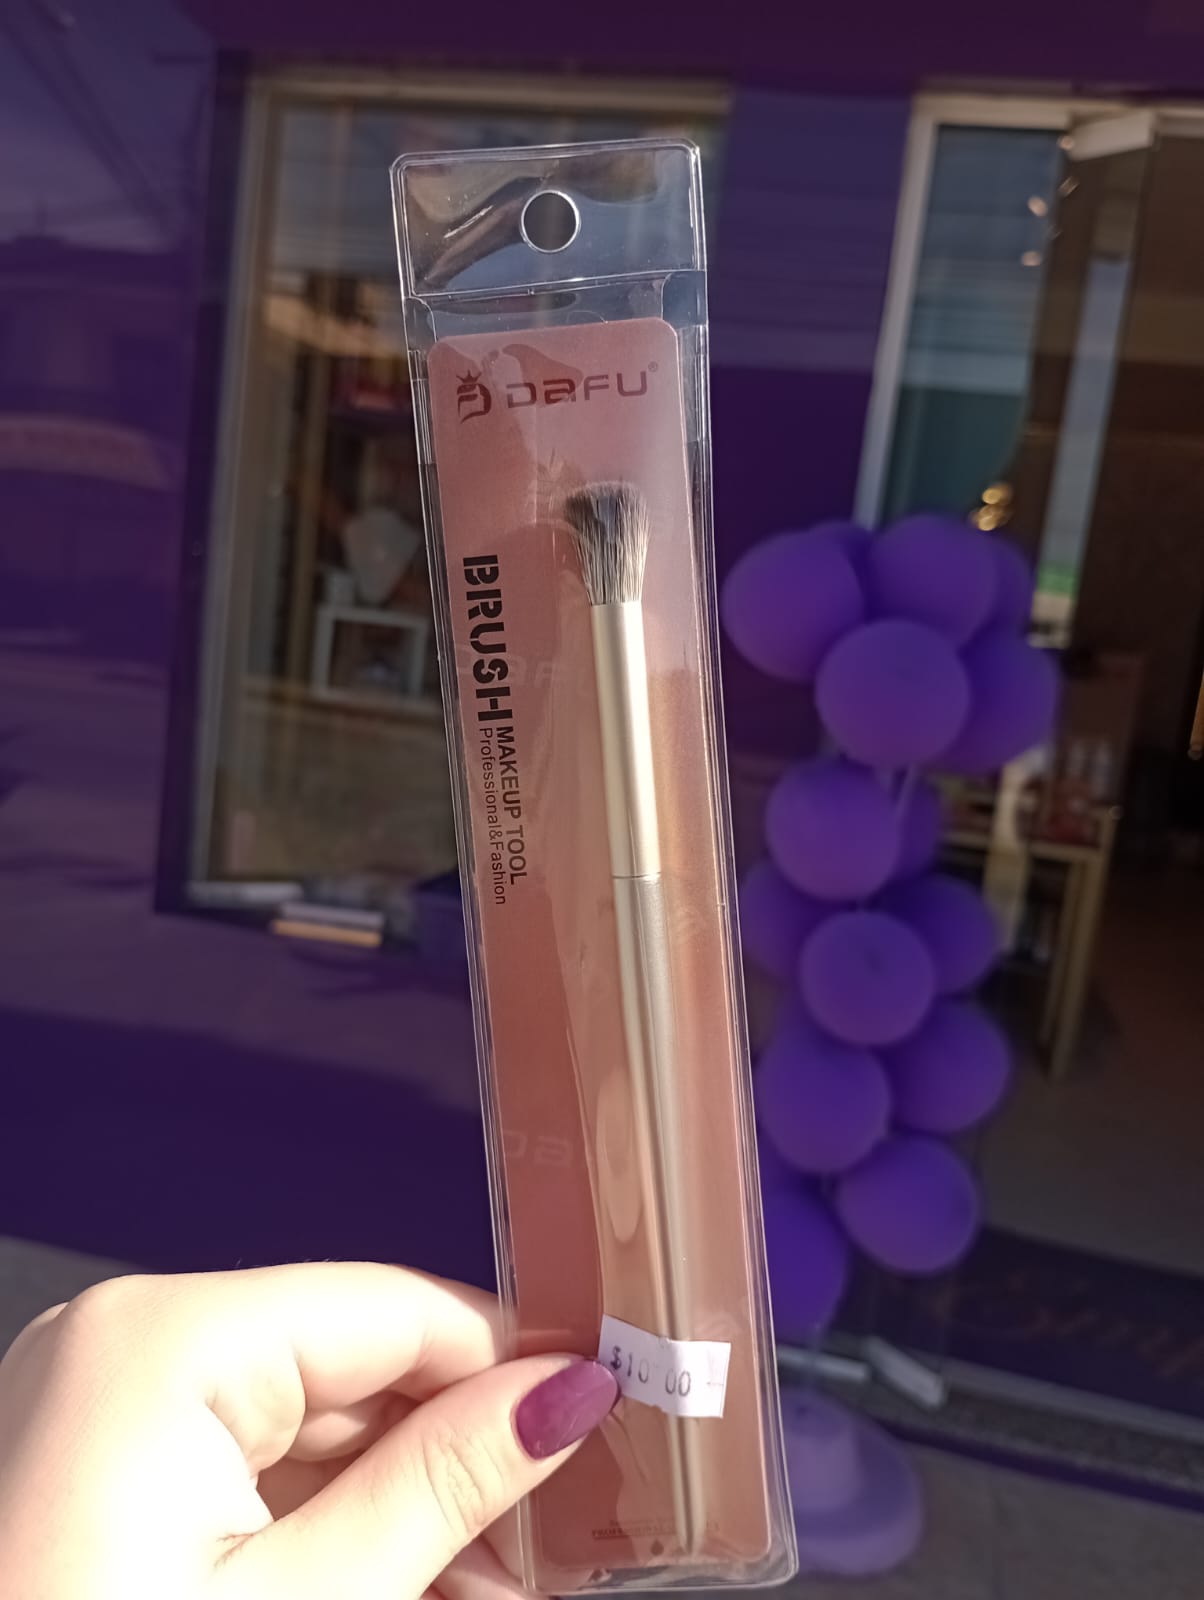 DaFU®
BRUSH MAKEUP TOOL
Professional&Fashion
$10 00